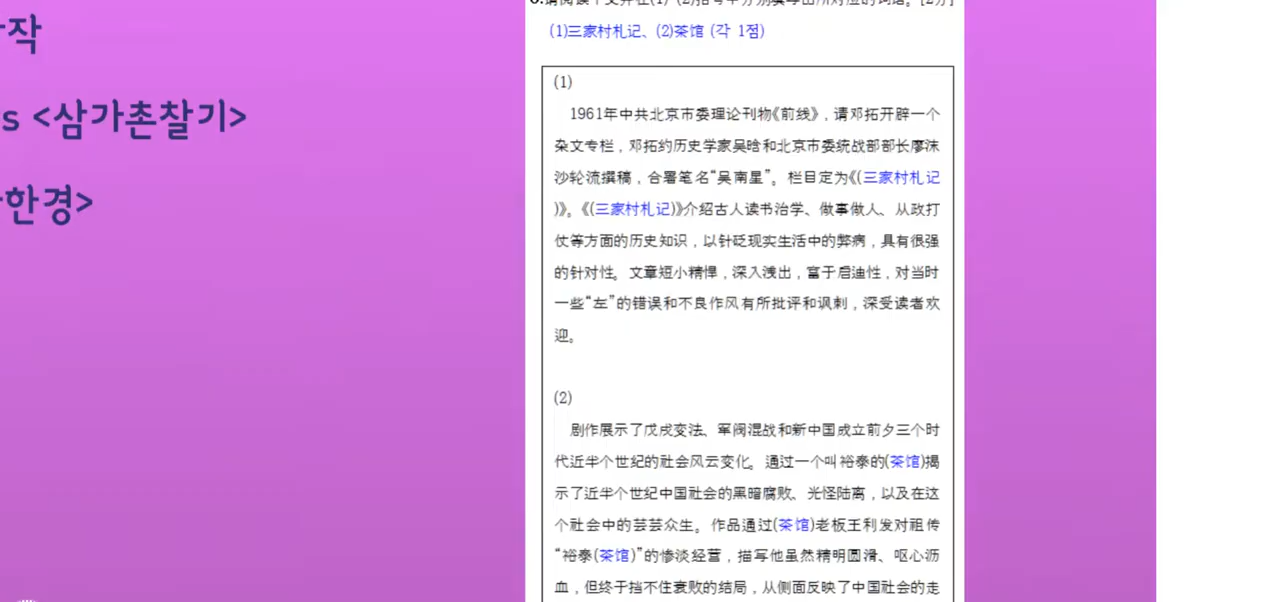 작
s <삼가촌찰기>
한경>
(1)三家村札记、(2)茶馆 (각 1점)
(1)
1961年中共北京市委理论刊物《前线》，请邓拓开辟一个
杂文专栏，邓拓约历史学家吴晗和北京市委统战部部长廖沫
沙轮流撰稿，合署笔名“吴南星”。栏目定为《(三家村札记
)》。《(三家村札记)》介绍古人读书治学、做事做人、从政打
仗等方面的历史知识，以针砭现实生活中的弊病，具有很强
的针对性。文章短小精悍，深入浅出，富于启迪性，对当时
一些“左”的错误和不良作风有所批评和讽刺，深受读者欢
迎。
(2)
剧作展示了戊戌变法、军阀混战和新中国成立前夕三个时
代近半个世纪的社会风云变化。通过一个叫裕泰的(茶馆)揭
示了近半个世纪中国社会的黑暗腐败、光怪陆离，以及在这
个社会中的芸芸众生。作品通过(茶馆)老板王利发对祖传
“裕泰(茶馆)”的惨淡经营，描写他虽然精明圆滑、呕心沥
血，但终于挡不住衰败的结局，从侧面反映了中国社会的走